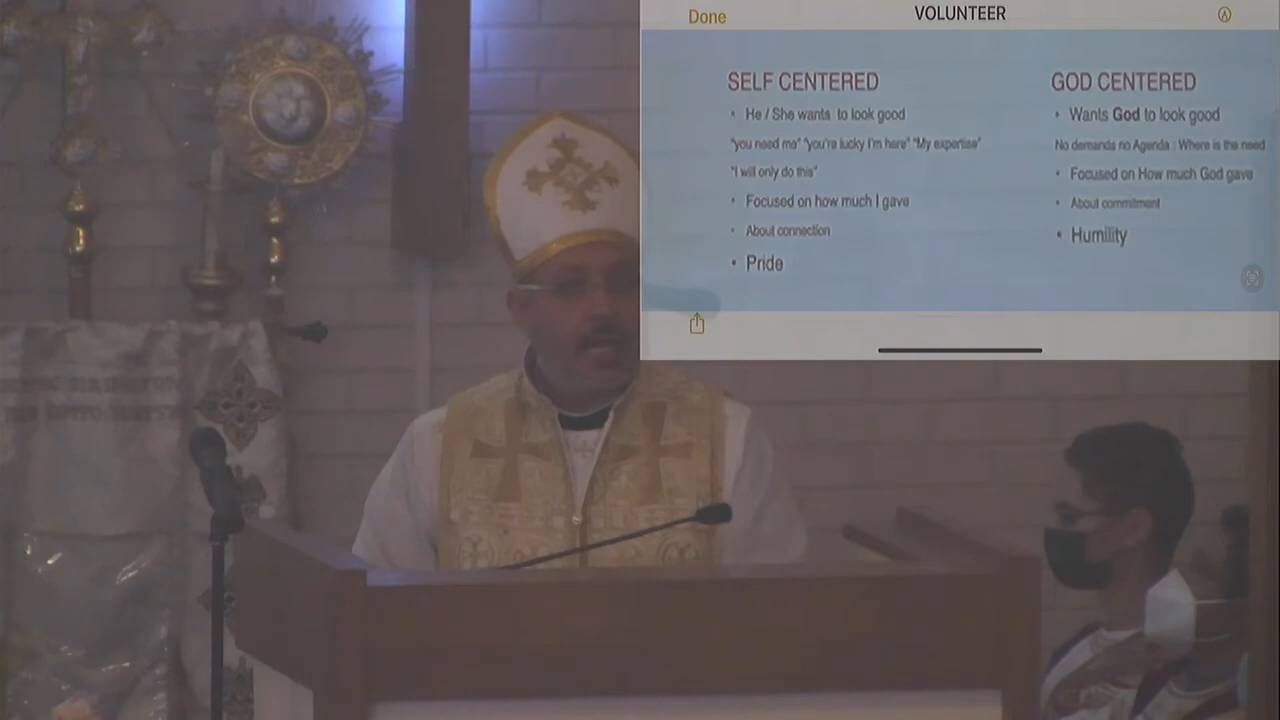 Done
VOLUNTEER
SELF CENTERED
• He / She wants to look good
"you need me" "you're lucky I'm here" "My expertise"
"I will only do this"
• Focused on how much I gave
• About connection
• Pride
GOD CENTERED
• Wants God to look good
No demands no Agenda Where is the need
• Focused on How much God gave
• About commitment
• Humility